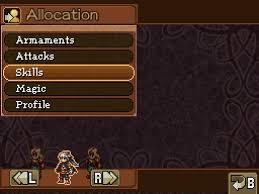 Allocation
Armaments
Attacks
Skills
Magic
Profile
L
R
B